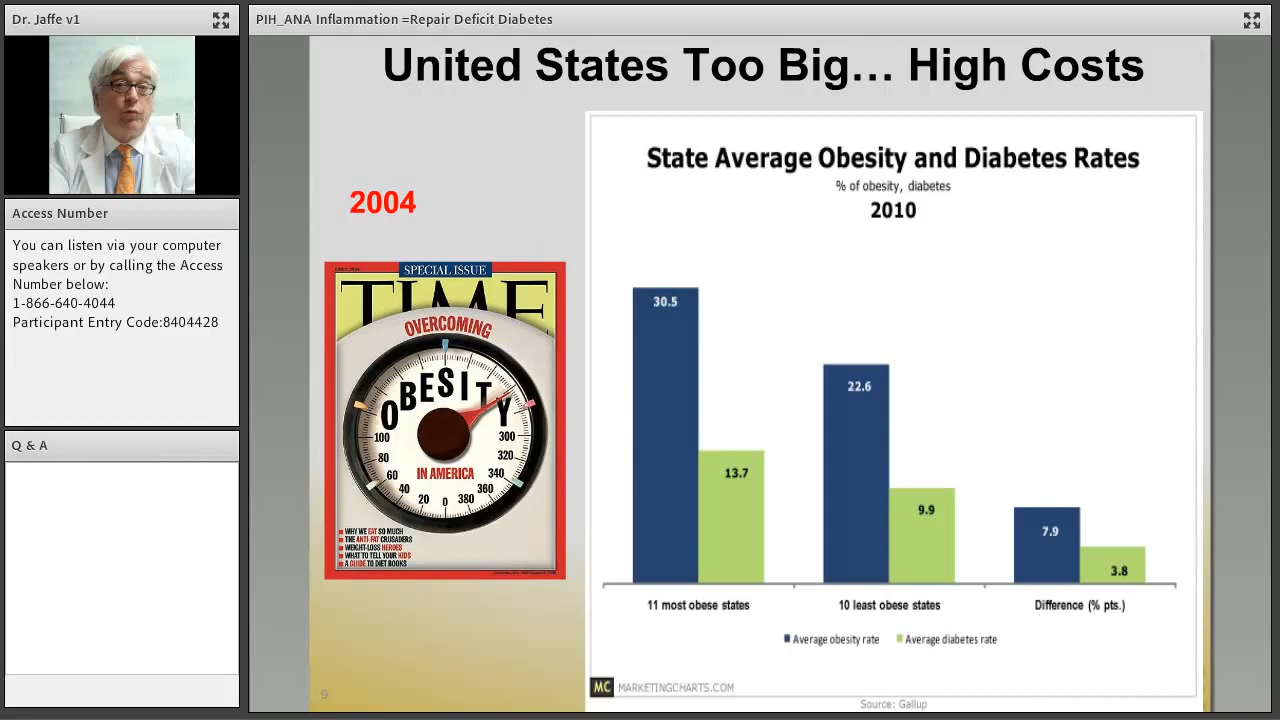 Dr. Jaffe v1
PIH_ANA Inflammation =Repair Deficit Diabetes
Access Number
You can listen via your computer
speakers or by calling the Access
Number below:
1-866-640-4044
Participant Entry Code:8404428
Q & A
United States Too Big... High Costs
2004
SPECIAL ISSUE
TIME
OVERCOMING
OBESITY
IN AMERICA
100
80
60
40
20
0
380
360
340
320
300
WHY WE EAT SO MUCH
THE ANTI-FAT CRUSADERS
WEIGHT-LOSS HEROES
WHAT TO TELL YOUR KIDS
A GUIDE TO DIET BOOKS
9
State Average Obesity and Diabetes Rates
% of obesity, diabetes
2010
30.5
13.7
22.6
9.9
7.9
3.8
11 most obese states
10 least obese states
Difference (% pts.)
Average obesity rate
Average diabetes rate
MC MARKETINGCHARTS.COM
Source: Gallup